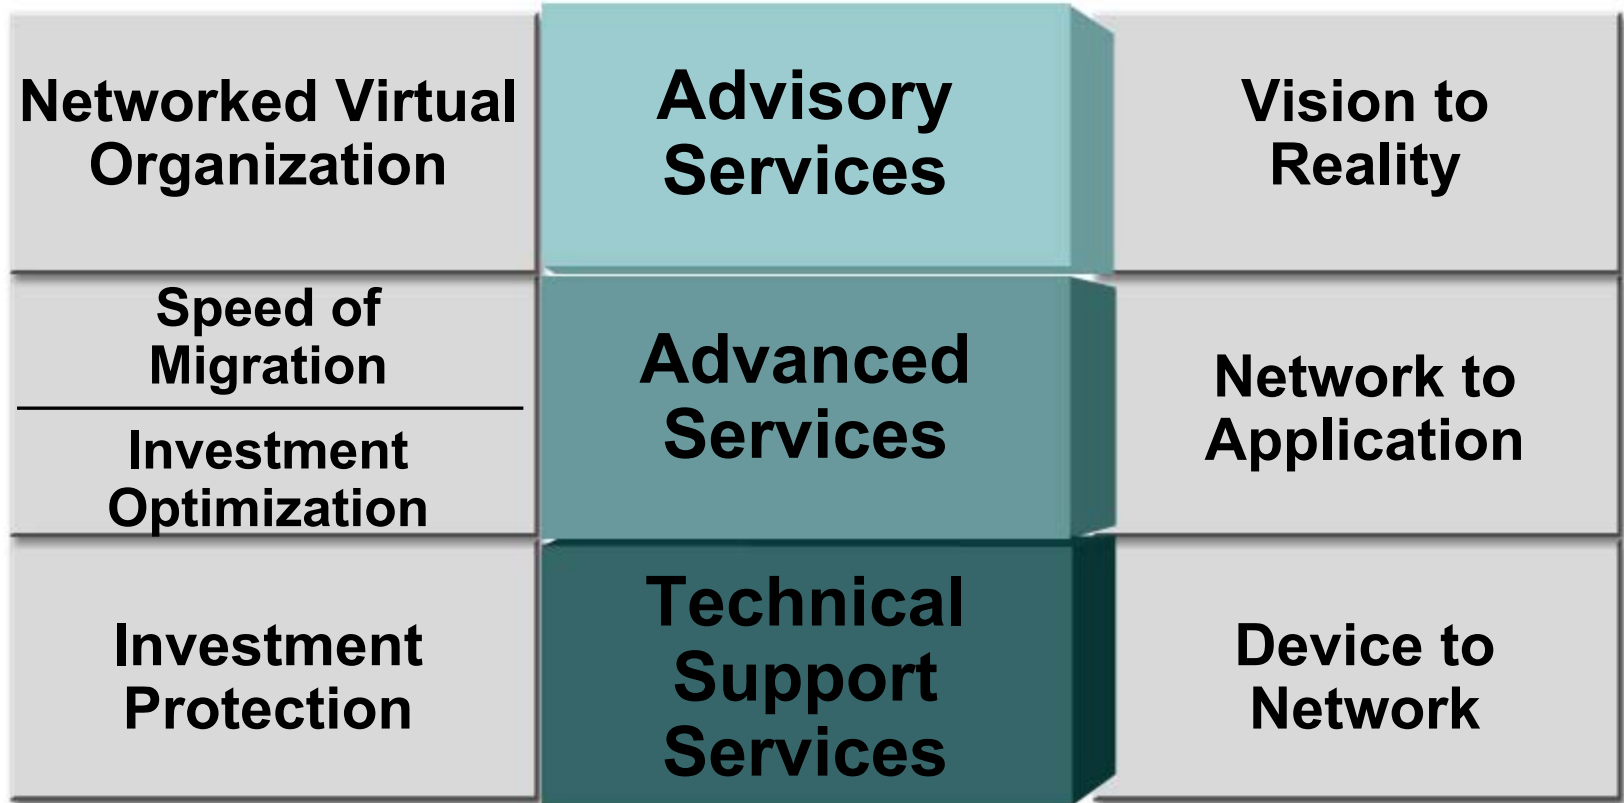 Networked Virtual
Organization
Advisory
Services
Vision to
Reality
Speed of
Migration
Investment
Optimization
Advanced
Services
Network to
Application
Investment
Protection
Technical
Support
Services
Device to
Network